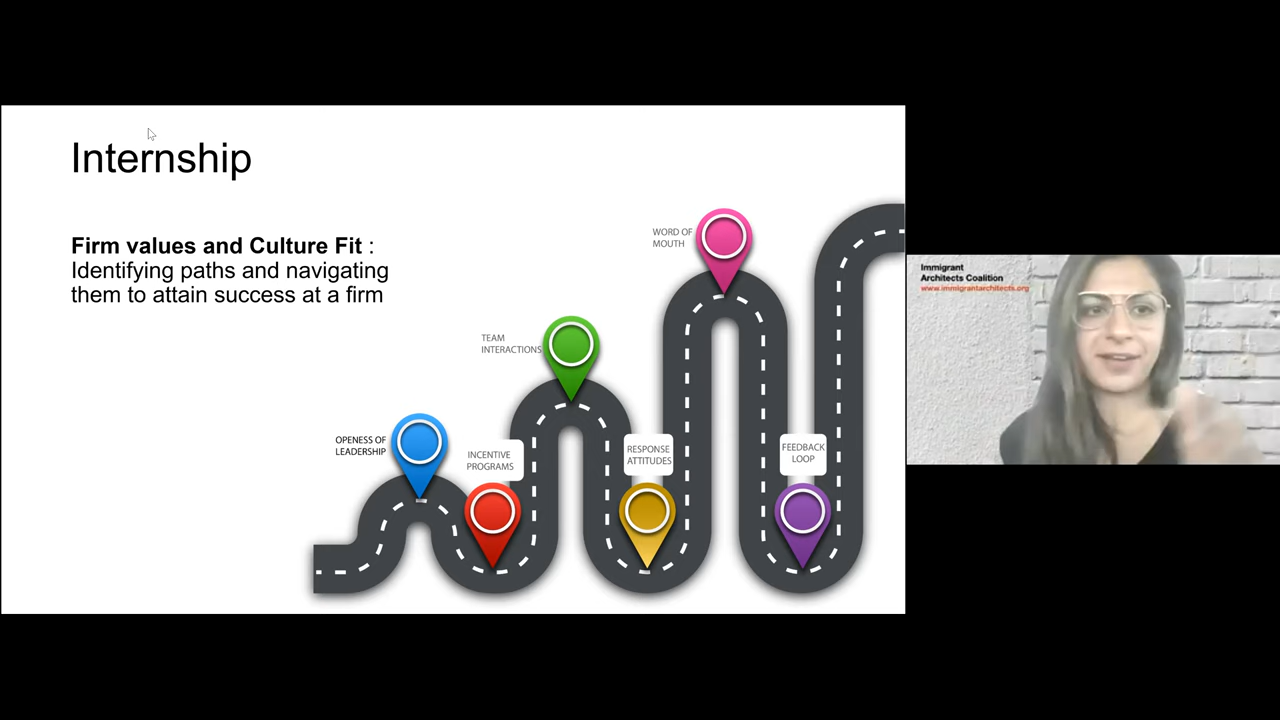 Internship
Firm values and Culture Fit :
Identifying paths and navigating
them to attain success at a firm
OPENESS OF
LEADERSHIP
INCENTIVE
PROGRAMS
TEAM
INTERACTIONS
RESPONSE
ATTITUDES
WORD OF
MOUTH
FEEDBACK
LOOP
Immigrant
Architects Coalition
www.immigrantarchitects.org